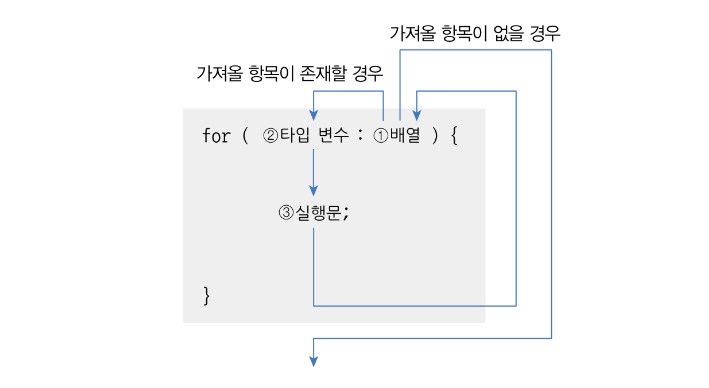 가져올 항목이 없을 경우
가져올 항목이 존재할 경우
for ( ②타입 변수 : ①배열 ) {
③실행문;
}